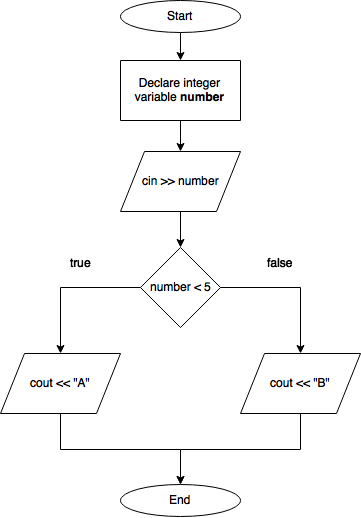 Start
Declare integer
variable number
cin >> number
true
false
number < 5
cout << "A"
cout << "B"
End